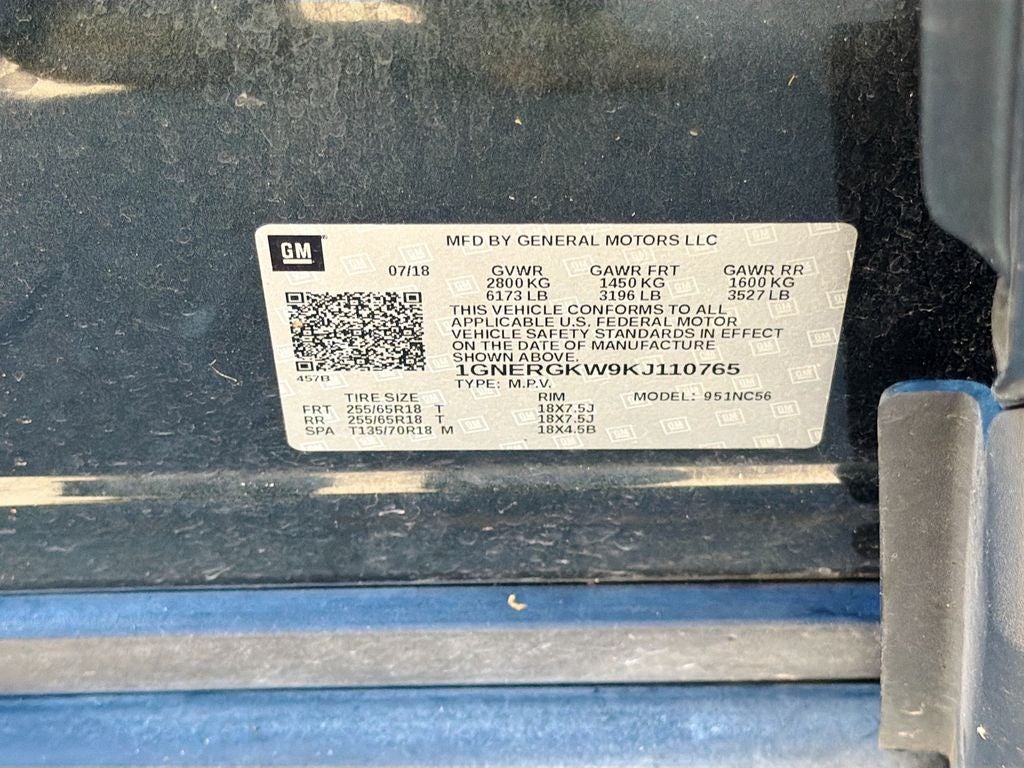 GM
MFD BY GENERAL MOTORS LLC
07/18
GVWR GAWR FRT GAWR RR
2800 KG 1450 KG 1600 KG
6173 LB 3196 LB 3527 LB
THIS VEHICLE CONFORMS TO ALL
APPLICABLE U.S. FEDERAL MOTOR
VEHICLE SAFETY STANDARDS IN EFFECT
ON THE DATE OF MANUFACTURE
SHOWN ABOVE.
457B
1GNERGKW9KJ110765
TYPE: M.P.V. MODEL: 951NC56
TIRE SIZE RIM
FRT 255/65R18 T 18X7.5J
RR 255/65R18 T 18X7.5J
SPA T135/70R18 M 18X4.5B